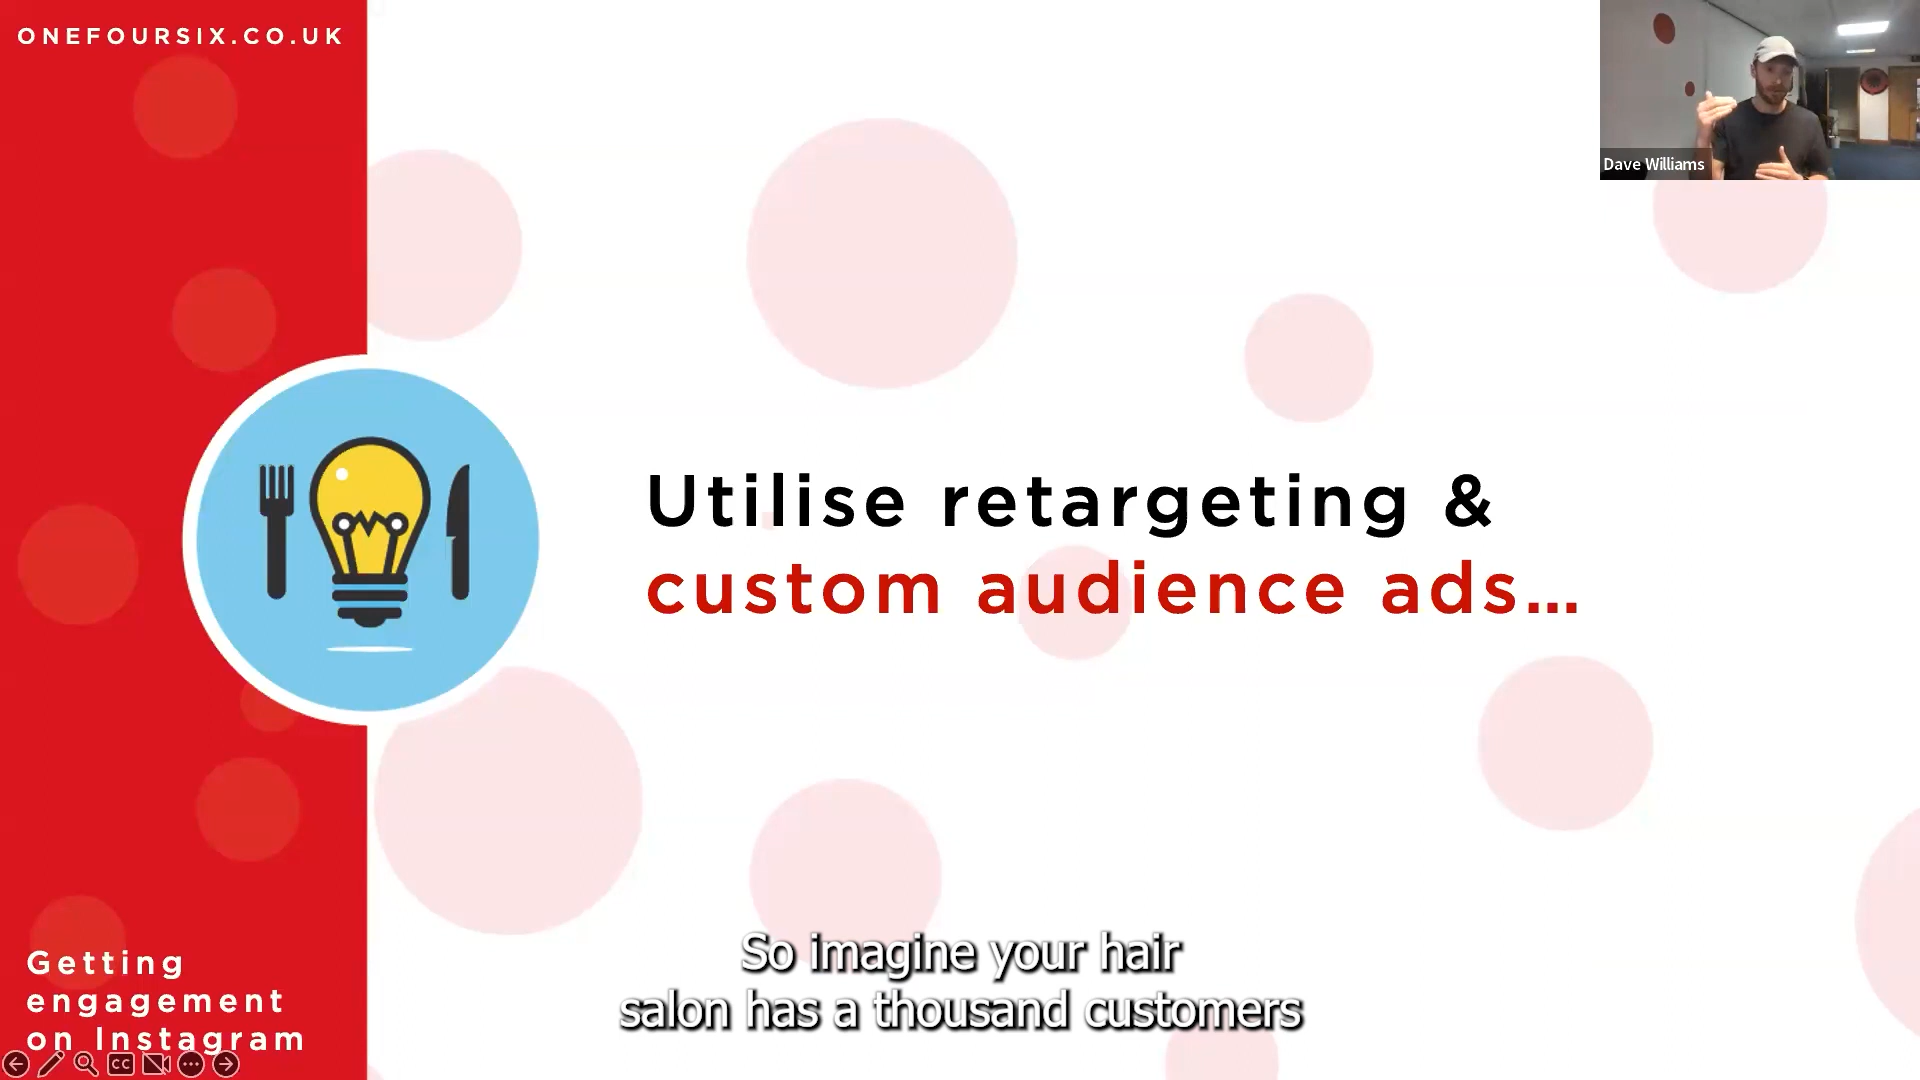 ONEFOURSIX.CO.UK
Dave Williams
Utilise retargeting &
custom audience ads...
So imagine your hair
salon has a thousand customers
Getting
engagement
on Instagram
CC